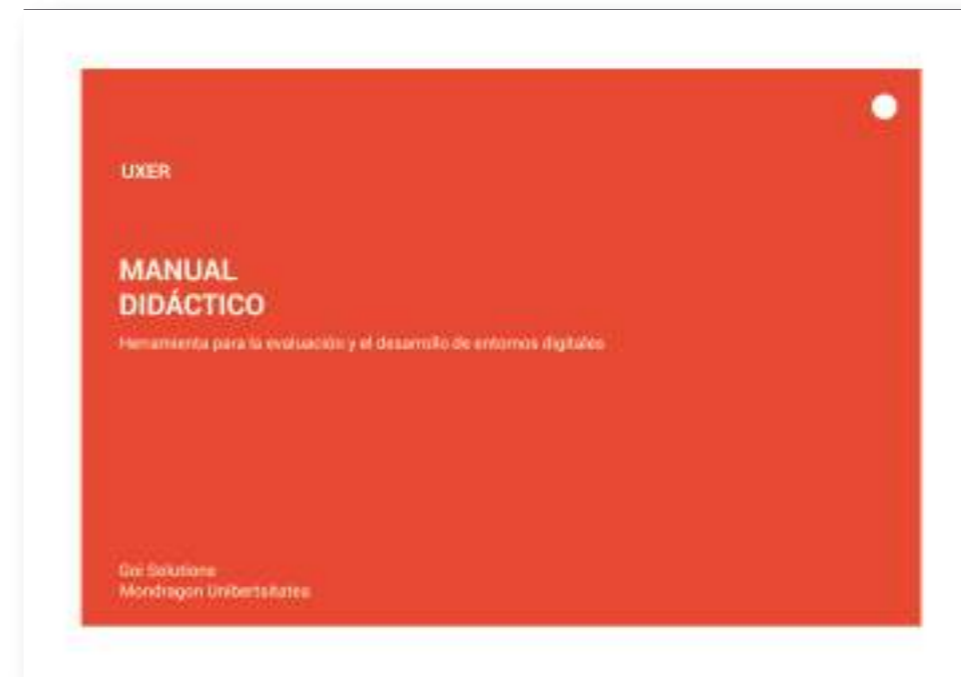 UXER
MANUAL
DIDÁCTICO
Herramienta para la evaluación y el desarrollo de entornos digitales
Goi Solutions
Mondragon Unibertsitatea